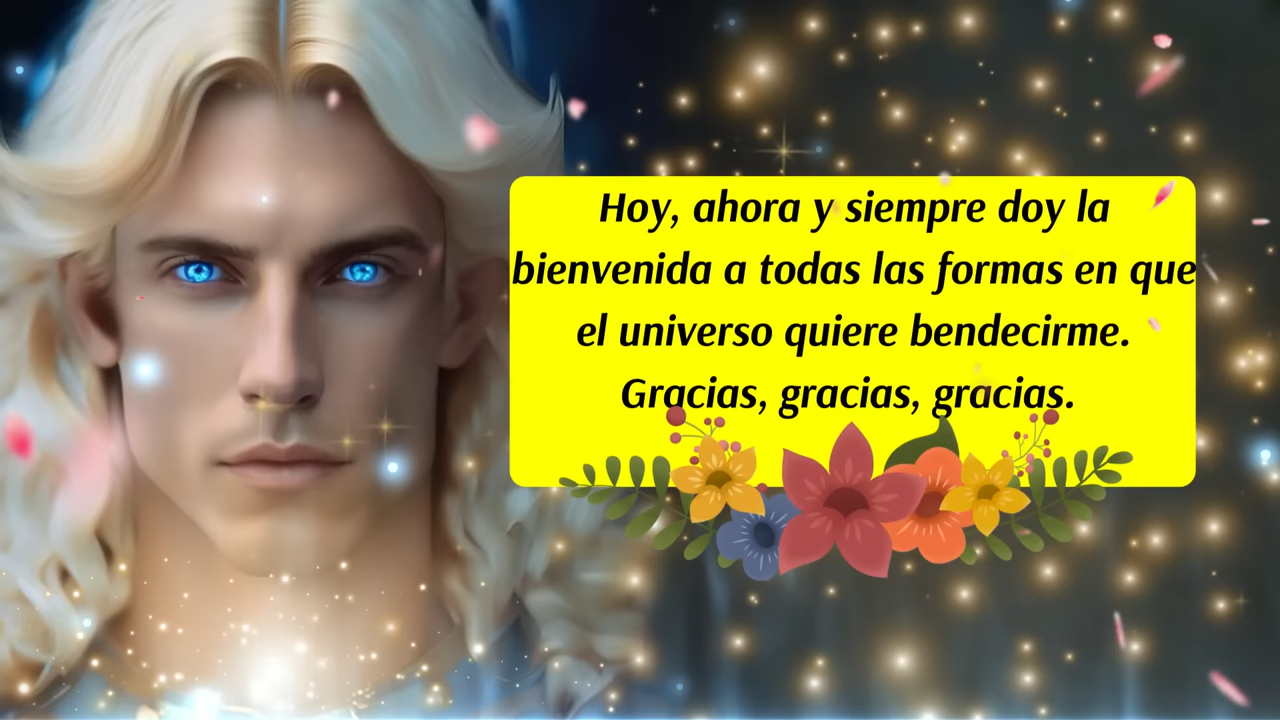 Hoy, ahora y siempre doy la
bienvenida a todas las formas en que
el universo quiere bendecirme.
Gracias, gracias, gracias.